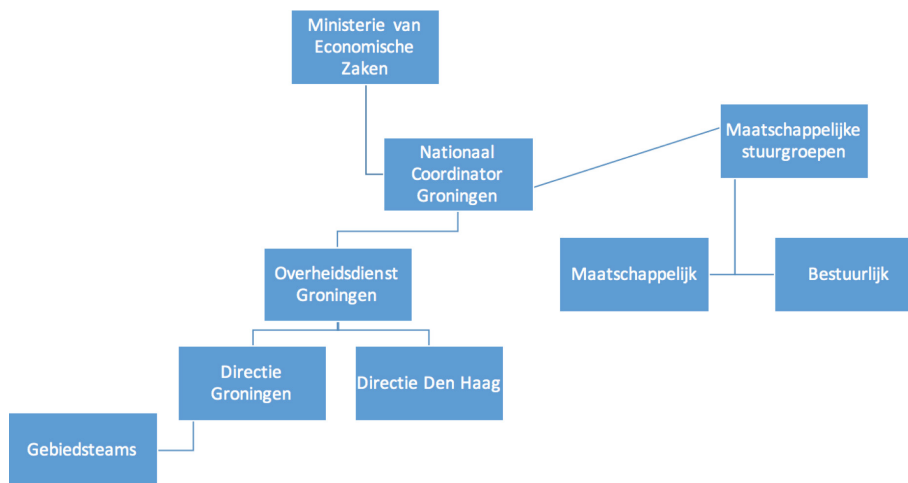 Ministerie van
Economische
Zaken
Maatschappelijke
stuurgroepen
Nationaal
Coordinator
Groningen
Maatschappelijk
Bestuurlijk
Overheidsdienst
Groningen
Directie
Groningen
Directie Den Haag
Gebiedsteams